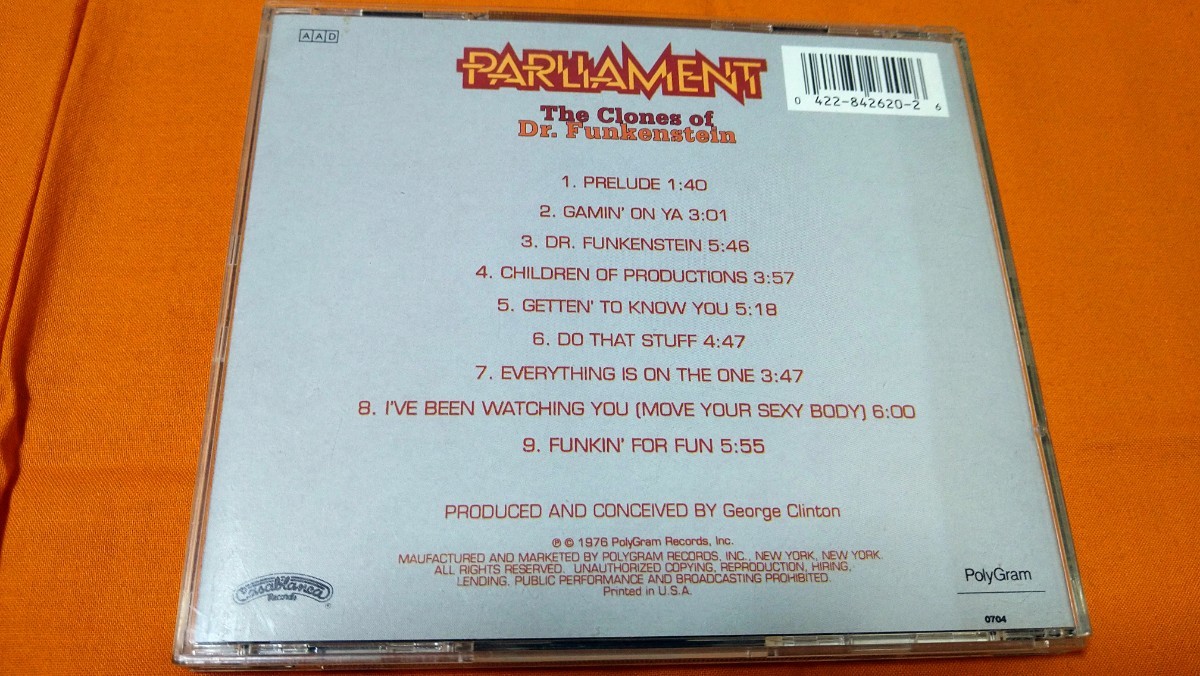 AAD
PARLIAMENT
The Clones of
Dr. Funkenstein
0 422-842620-2 6
1. PRELUDE 1:40
2. GAMIN' ON YA 3:01
3. DR. FUNKENSTEIN 5:46
4. CHILDREN OF PRODUCTIONS 3:57
5. GETTEN' TO KNOW YOU 5:18
6. DO THAT STUFF 4:47
7. EVERYTHING IS ON THE ONE 3:47
8. I'VE BEEN WATCHING YOU (MOVE YOUR SEXY BODY) 6:00
9. FUNKIN' FOR FUN 5:55
PRODUCED AND CONCEIVED BY George Clinton
℗ © 1976 PolyGram Records, Inc.
MAUFACTURED AND MARKETED BY POLYGRAM RECORDS, INC., NEW YORK, NEW YORK.
ALL RIGHTS RESERVED. UNAUTHORIZED COPYING, REPRODUCTION, HIRING,
LENDING, PUBLIC PERFORMANCE AND BROADCASTING PROHIBITED.
Printed in U.S.A.
Casablanca
Records
PolyGram
0704